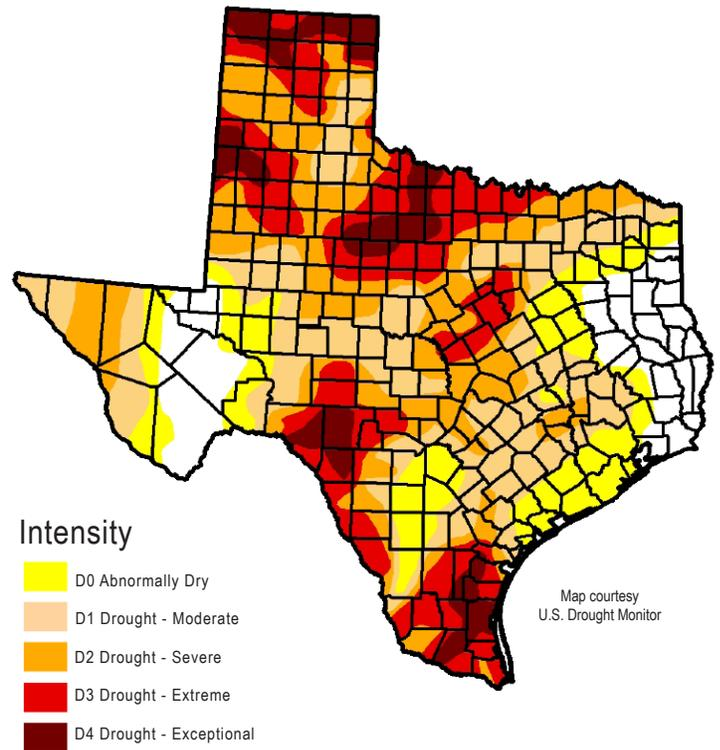 Intensity
D0 Abnormally Dry
D1 Drought - Moderate
D2 Drought - Severe
D3 Drought - Extreme
D4 Drought - Exceptional
Map courtesy
U.S. Drought Monitor